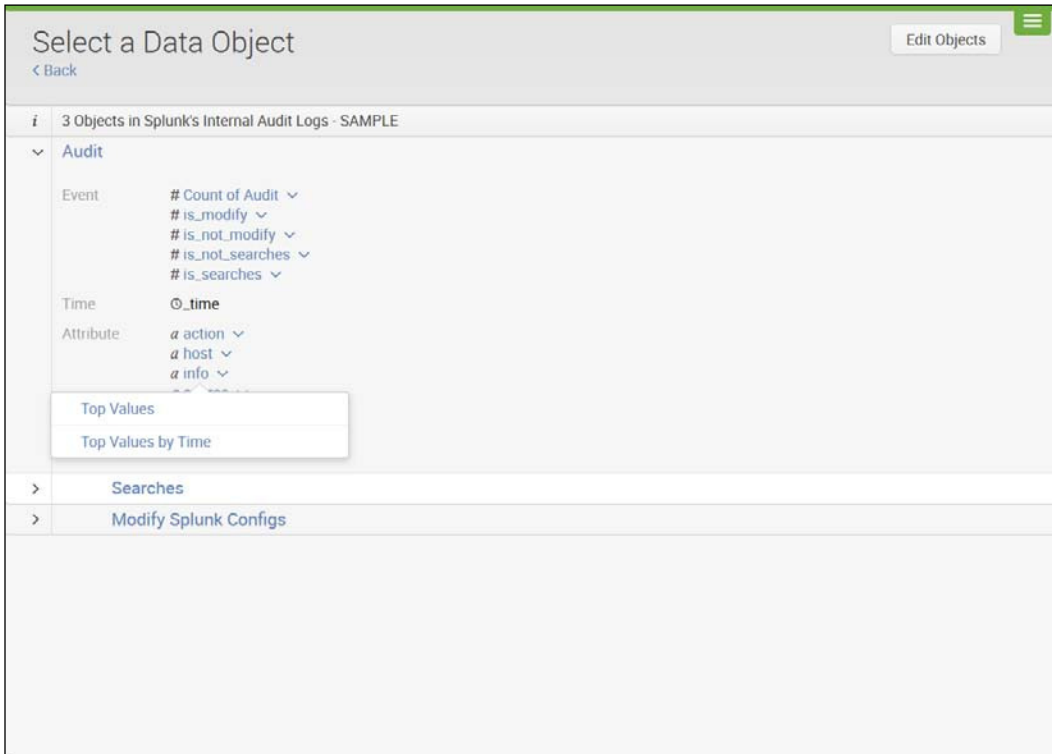 Select a Data Object
Edit Objects
< Back
i 3 Objects in Splunk's Internal Audit Logs - SAMPLE
Audit
Event # Count of Audit
# is_modify
# is_not_modify
# is_not_searches
# is_searches
Time _time
Attribute a action
a host
a info
Top Values
Top Values by Time
Searches
Modify Splunk Configs